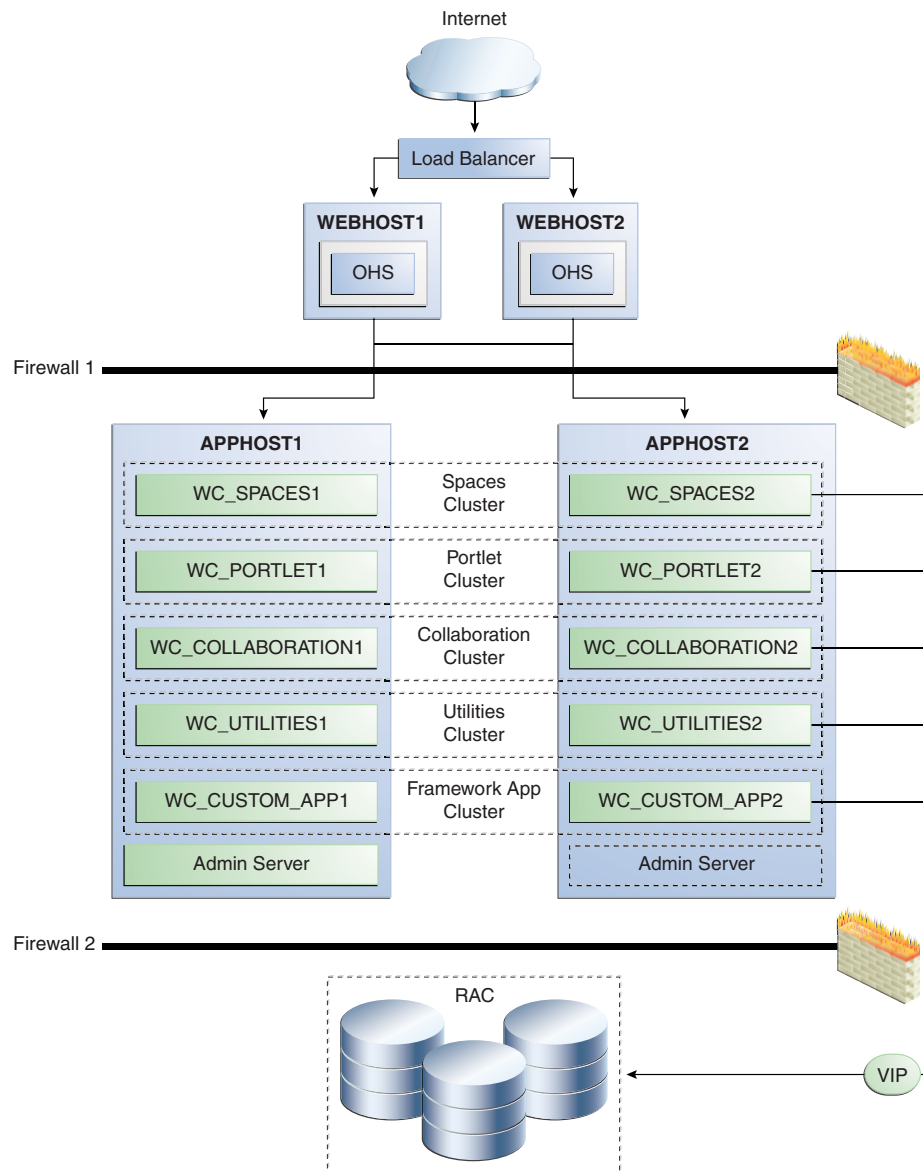 Internet
Load Balancer
WEBHOST1
WEBHOST2
OHS
OHS
Firewall 1
APPHOST1
APPHOST2
WC_SPACES1
Spaces
Cluster
WC_SPACES2
WC_PORTLET1
Portlet
Cluster
WC_PORTLET2
WC_COLLABORATION1
Collaboration
Cluster
WC_COLLABORATION2
WC_UTILITIES1
Utilities
Cluster
WC_UTILITIES2
WC_CUSTOM_APP1
Framework App
Cluster
WC_CUSTOM_APP2
Admin Server
Admin Server
Firewall 2
RAC
VIP